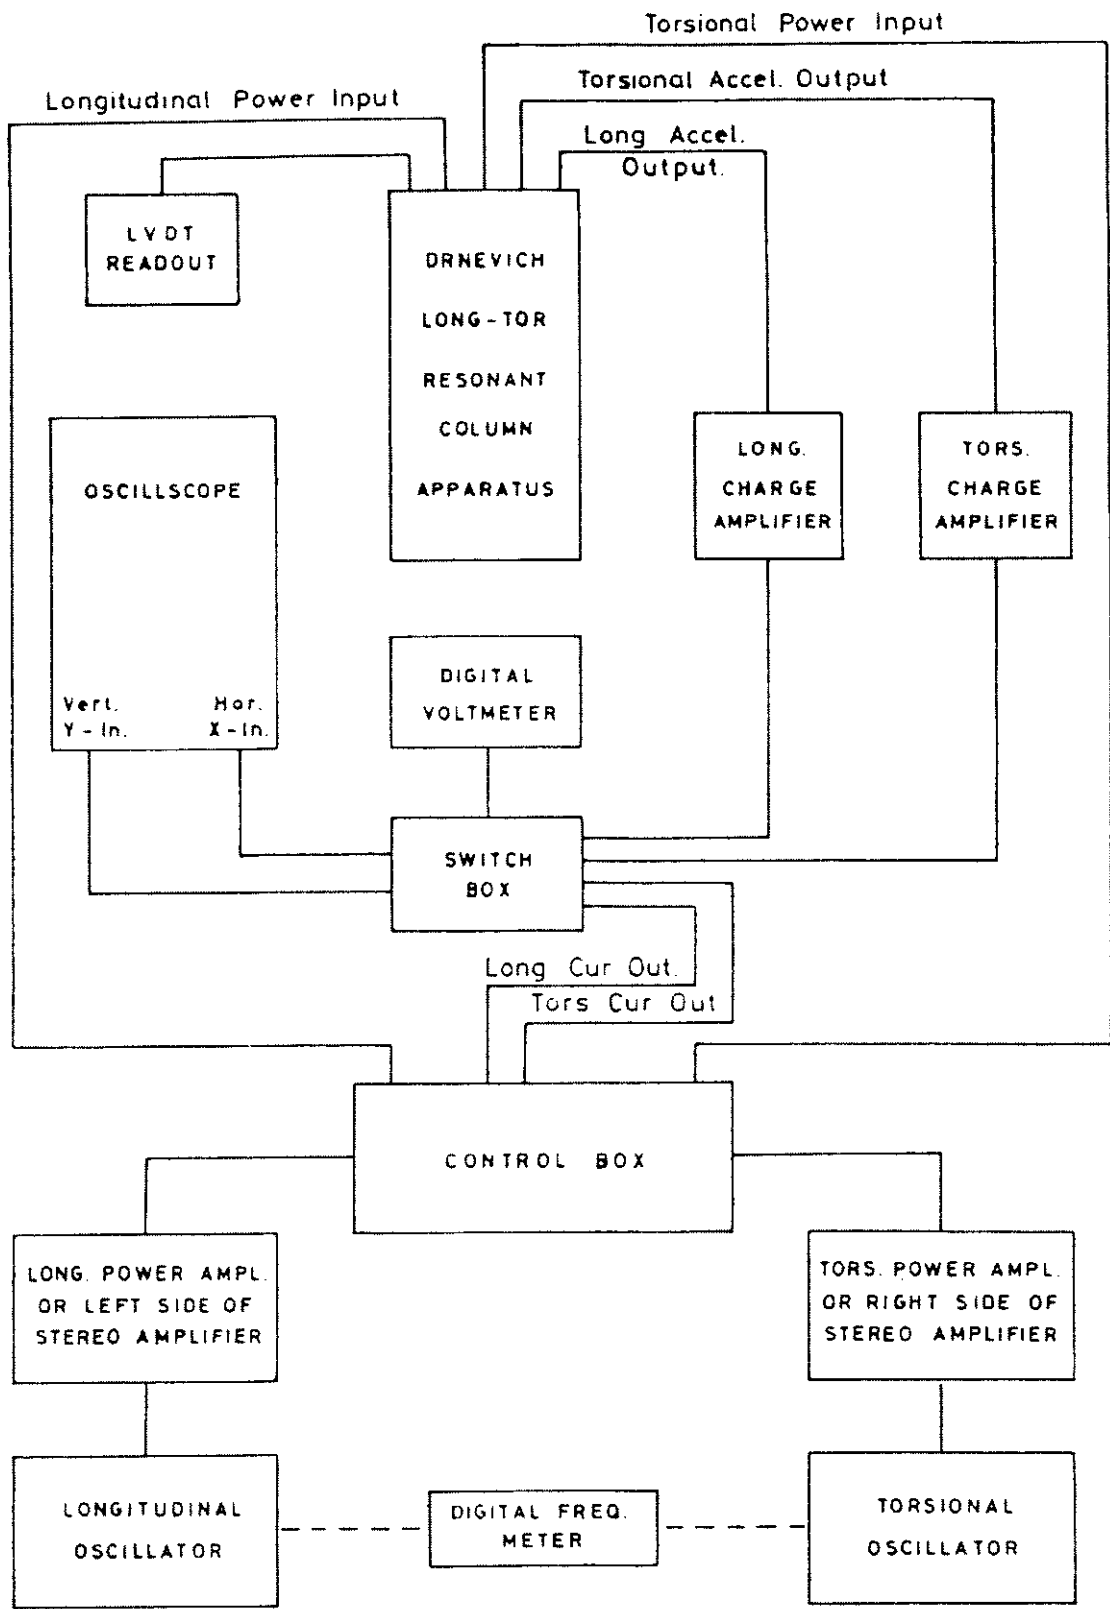 Torsional Power Input
Torsional Accel. Output
Longitudinal Power Input
Long Accel.
Output.
LVDT
READOUT
DRNEVICH
LONG-TOR
RESONANT
COLUMN
APPARATUS
OSCILLSCOPE
Vert.
Y-In.
Hor.
X-In.
LONG.
CHARGE
AMPLIFIER
TORS.
CHARGE
AMPLIFIER
DIGITAL
VOLTMETER
SWITCH
BOX
Long Cur Out.
Tors Cur Out
CONTROL BOX
LONG. POWER AMPL.
OR LEFT SIDE OF
STEREO AMPLIFIER
TORS. POWER AMPL.
OR RIGHT SIDE OF
STEREO AMPLIFIER
LONGITUDINAL
OSCILLATOR
DIGITAL FREQ.
METER
TORSIONAL
OSCILLATOR